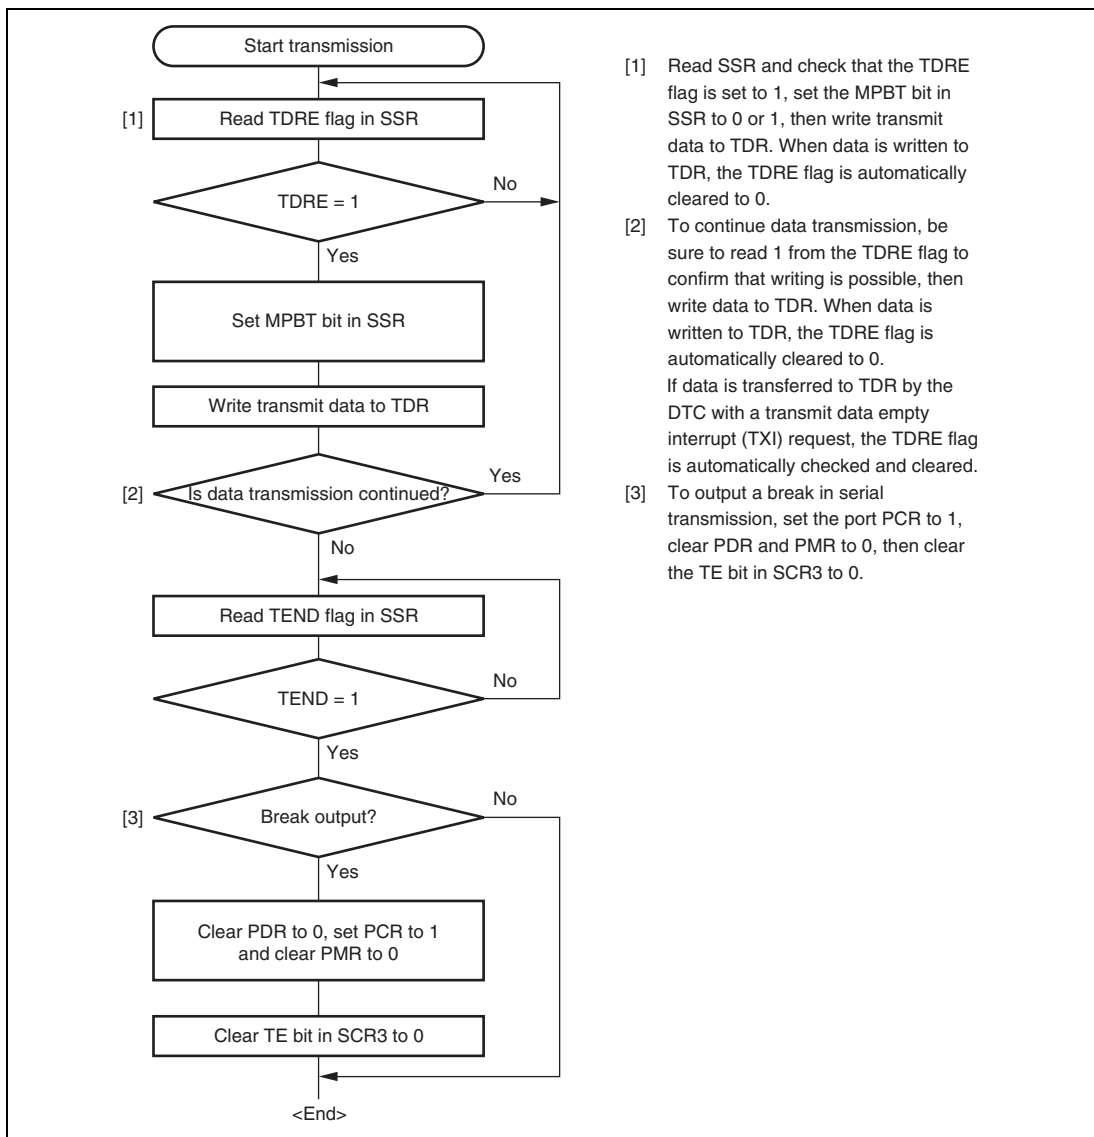 Start transmission
[1]
Read TDRE flag in SSR
TDRE = 1
No
Yes
Set MPBT bit in SSR
Write transmit data to TDR
[2]
Is data transmission continued?
Yes
No
Read TEND flag in SSR
TEND = 1
No
Yes
[3]
Break output?
No
Yes
Clear PDR to 0, set PCR to 1
and clear PMR to 0
Clear TE bit in SCR3 to 0
<End>
[1] Read SSR and check that the TDRE
flag is set to 1, set the MPBT bit in
SSR to 0 or 1, then write transmit
data to TDR. When data is written to
TDR, the TDRE flag is automatically
cleared to 0.
[2] To continue data transmission, be
sure to read 1 from the TDRE flag to
confirm that writing is possible, then
write data to TDR. When data is
written to TDR, the TDRE flag is
automatically cleared to 0.
If data is transferred to TDR by the
DTC with a transmit data empty
interrupt (TXI) request, the TDRE flag
is automatically checked and cleared.
[3] To output a break in serial
transmission, set the port PCR to 1,
clear PDR and PMR to 0, then clear
the TE bit in SCR3 to 0.